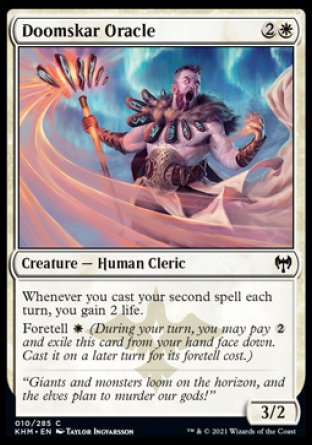 Doomskar Oracle 2
Creature — Human Cleric
Whenever you cast your second spell each
turn, you gain 2 life.
Foretell (During your turn, you may pay 2
and exile this card from your hand face down.
Cast it on a later turn for its foretell cost.)
"Giants and monsters loom on the horizon, and
the elves plan to murder our gods!"
3/2
010/285 C
KHM • EN TAYLOR INGVARSSON ™ & © 2021 Wizards of the Coast